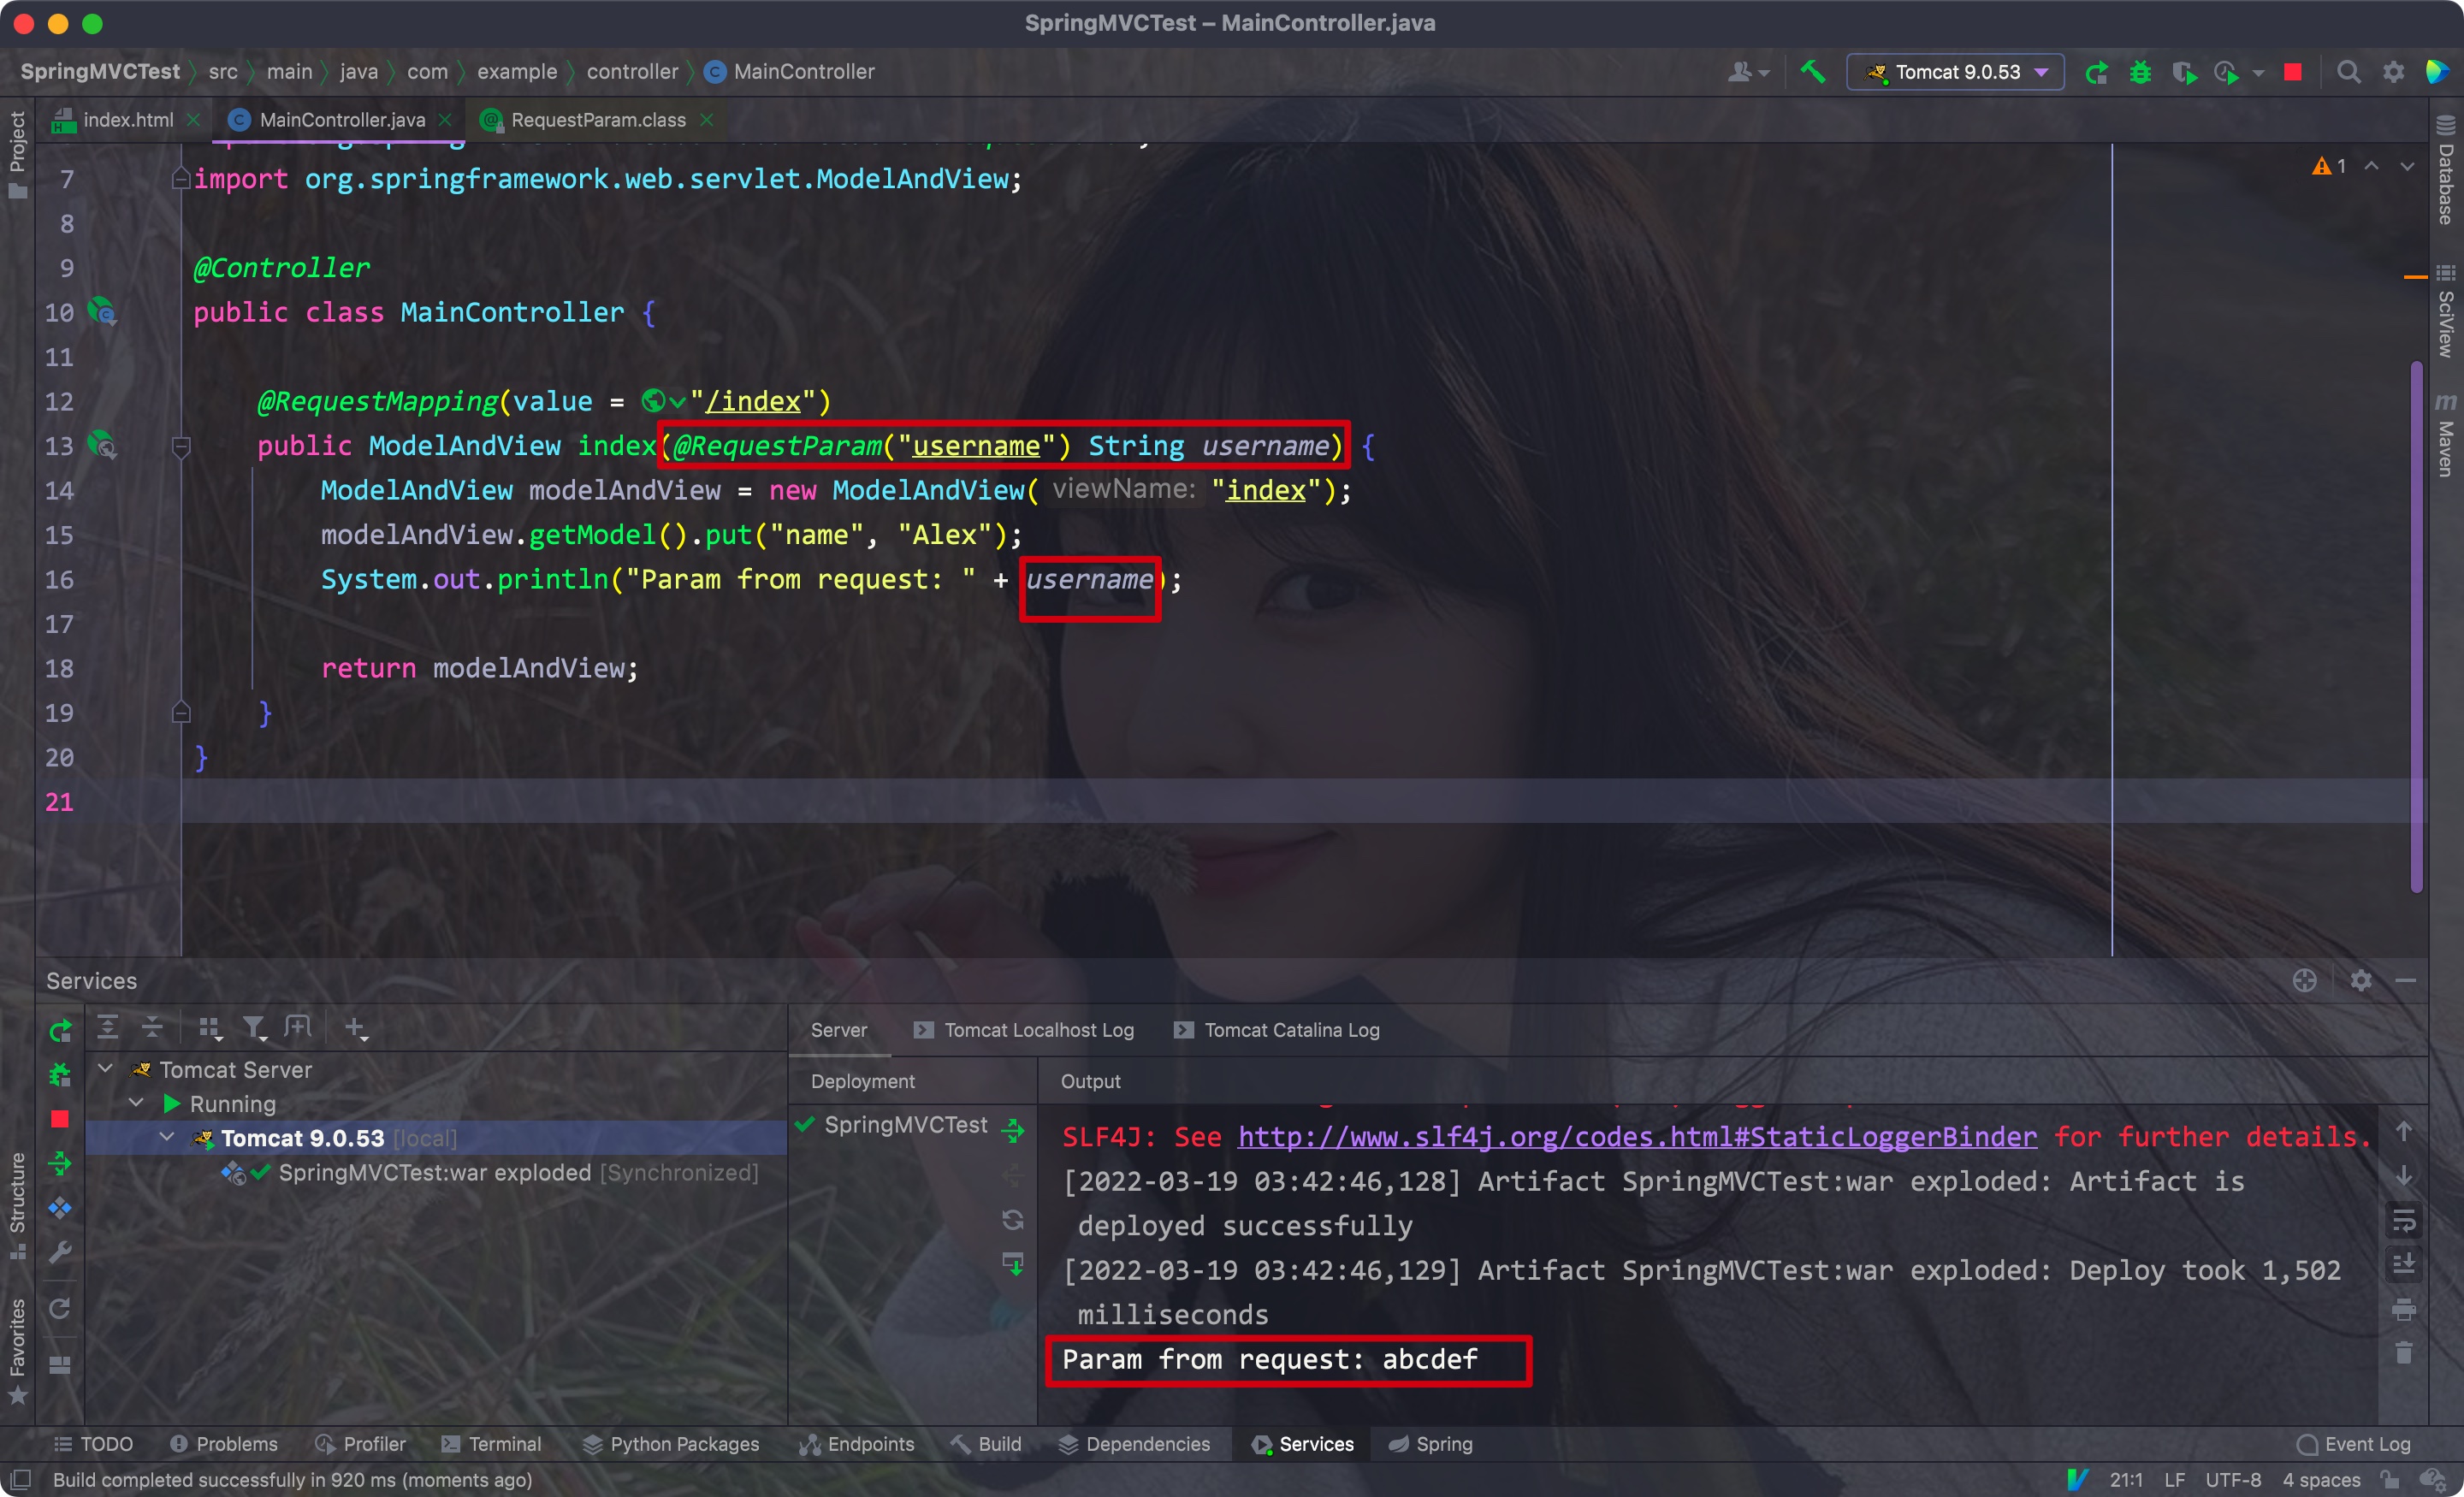 SpringMVCTest – MainController.java
SpringMVCTest src main java com example controller MainController
Tomcat 9.0.53
index.html MainController.java RequestParam.class
Project
Database
SciView
Maven
1
7 import org.springframework.web.servlet.ModelAndView;
8
9 @Controller
10 public class MainController {
11
12 @RequestMapping(value = "/index")
13 public ModelAndView index(@RequestParam("username") String username) {
14 ModelAndView modelAndView = new ModelAndView( viewName: "index");
15 modelAndView.getModel().put("name", "Alex");
16 System.out.println("Param from request: " + username);
17
18 return modelAndView;
19 }
20 }
21
Services
Server Tomcat Localhost Log Tomcat Catalina Log
Tomcat Server
Running
Tomcat 9.0.53 [local]
SpringMVCTest:war exploded [Synchronized]
Structure
Favorites
Deployment
SpringMVCTest
Output
SLF4J: See http://www.slf4j.org/codes.html#StaticLoggerBinder for further details.
[2022-03-19 03:42:46,128] Artifact SpringMVCTest:war exploded: Artifact is
deployed successfully
[2022-03-19 03:42:46,129] Artifact SpringMVCTest:war exploded: Deploy took 1,502
milliseconds
Param from request: abcdef
TODO Problems Profiler Terminal Python Packages Endpoints Build Dependencies Services Spring Event Log
Build completed successfully in 920 ms (moments ago) 21:1 LF UTF-8 4 spaces